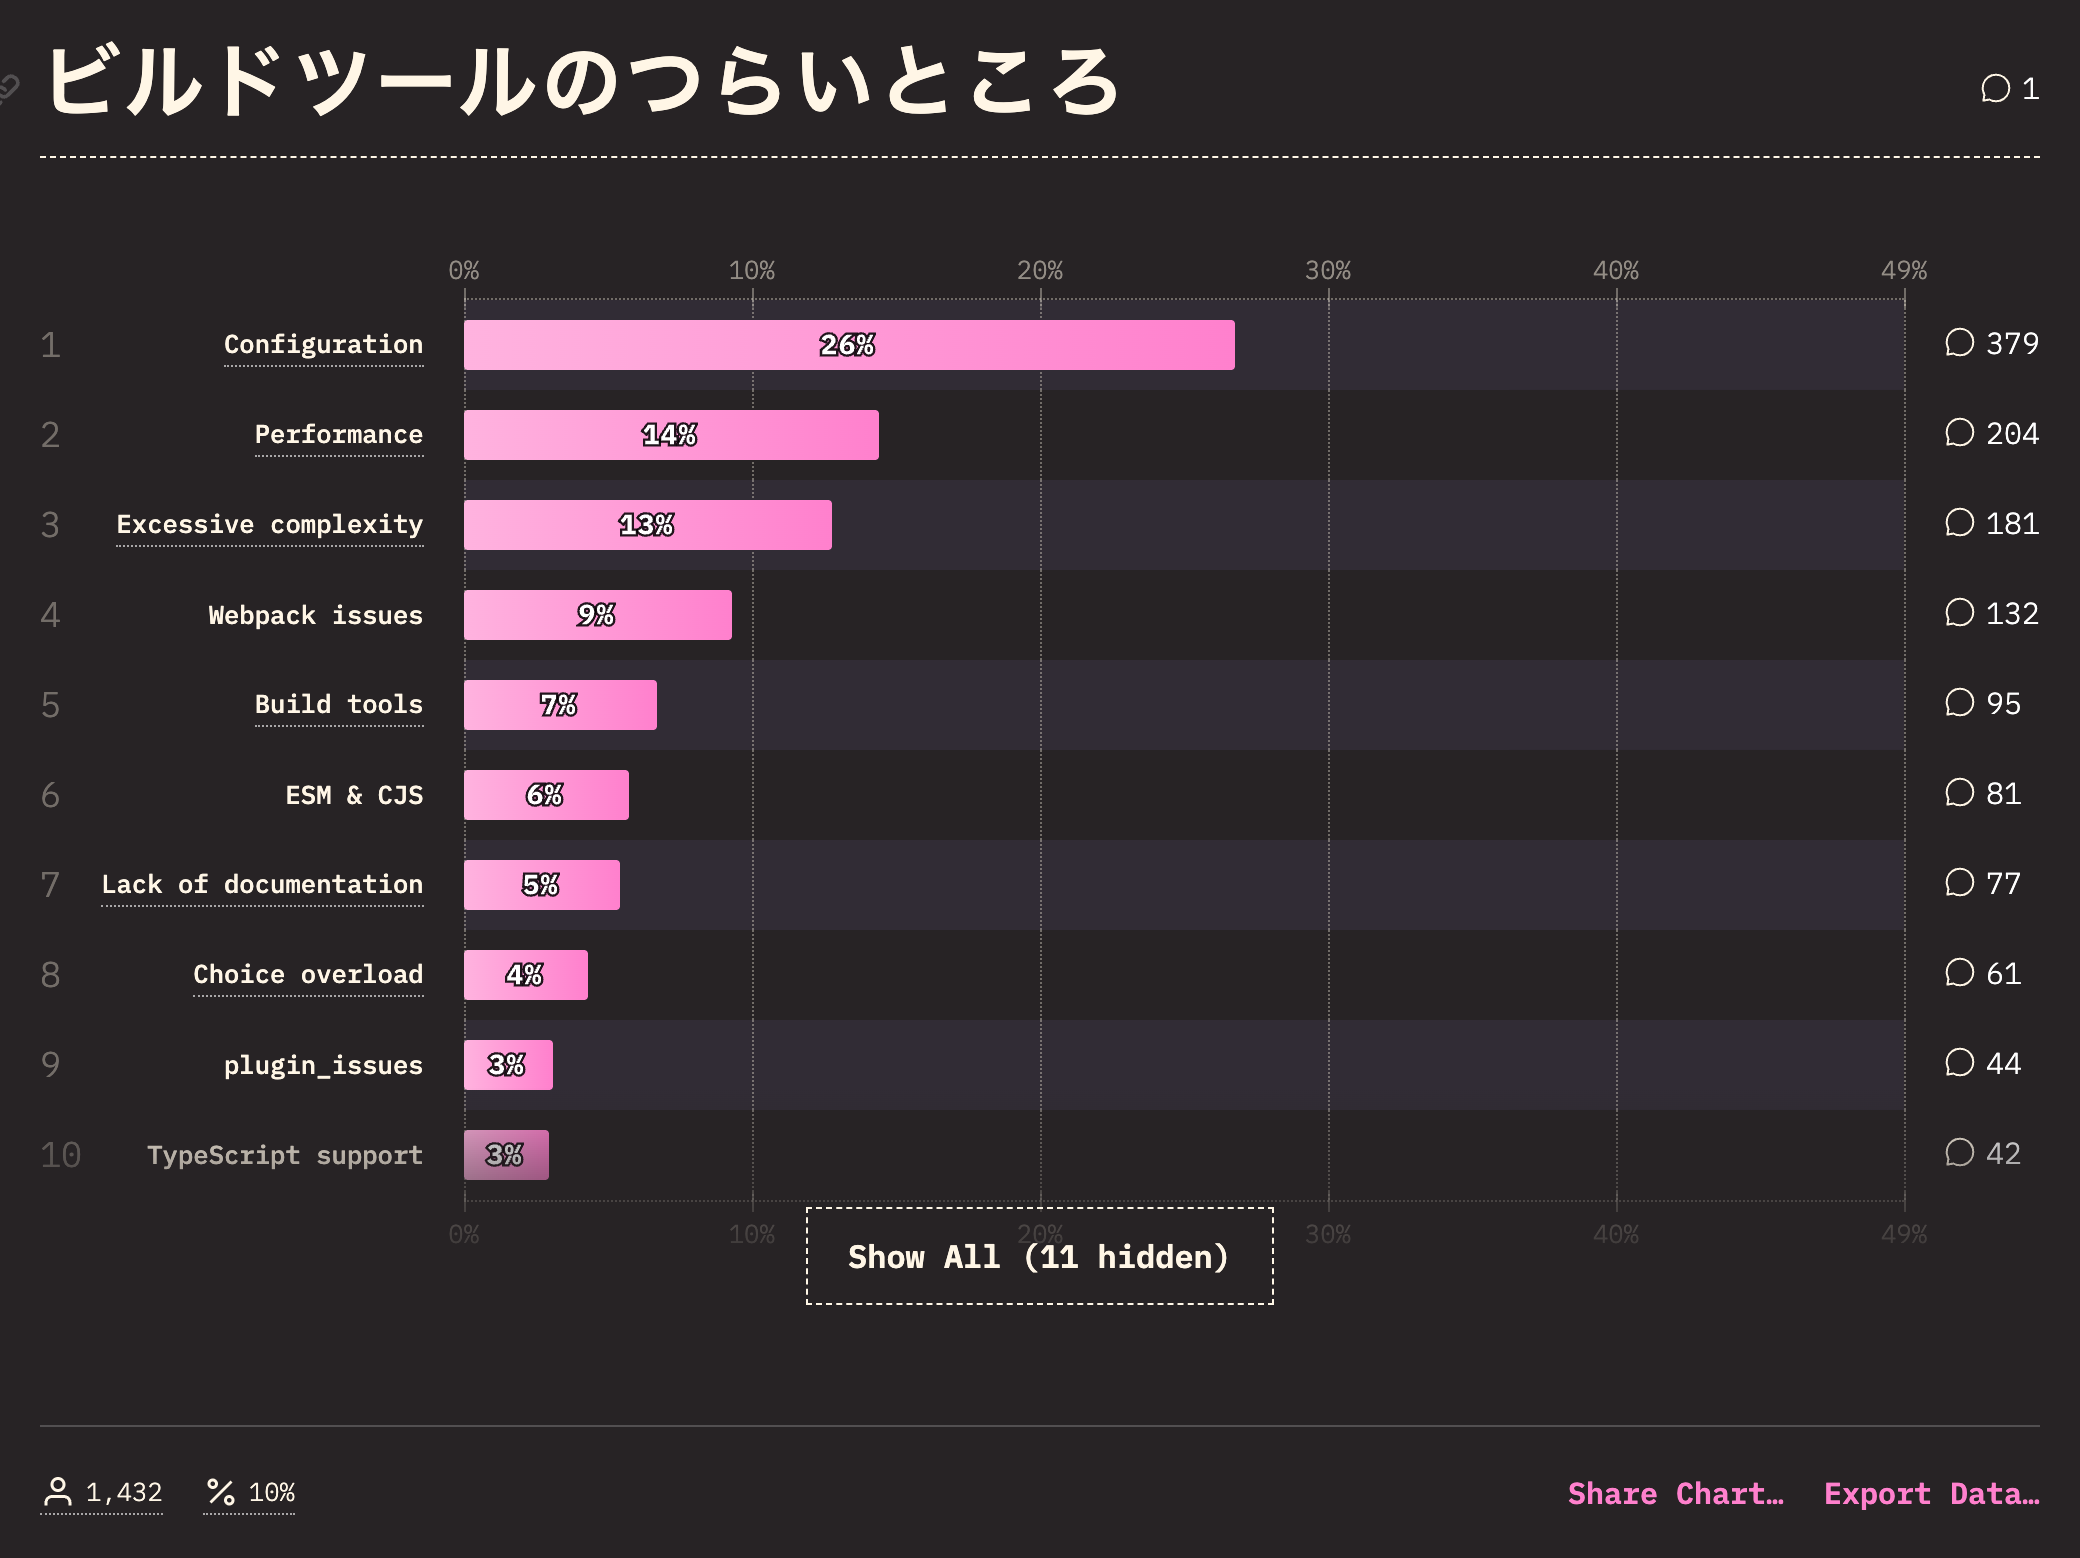 ビルドツールのつらいところ
1
0% 10% 20% 30% 40% 49%
1 Configuration 26% 379
2 Performance 14% 204
3 Excessive complexity 13% 181
4 Webpack issues 9% 132
5 Build tools 7% 95
6 ESM & CJS 6% 81
7 Lack of documentation 5% 77
8 Choice overload 4% 61
9 plugin_issues 3% 44
10 TypeScript support 3% 42
0% 10% 20% 30% 40% 49%
Show All (11 hidden)
1,432 10% Share Chart… Export Data…